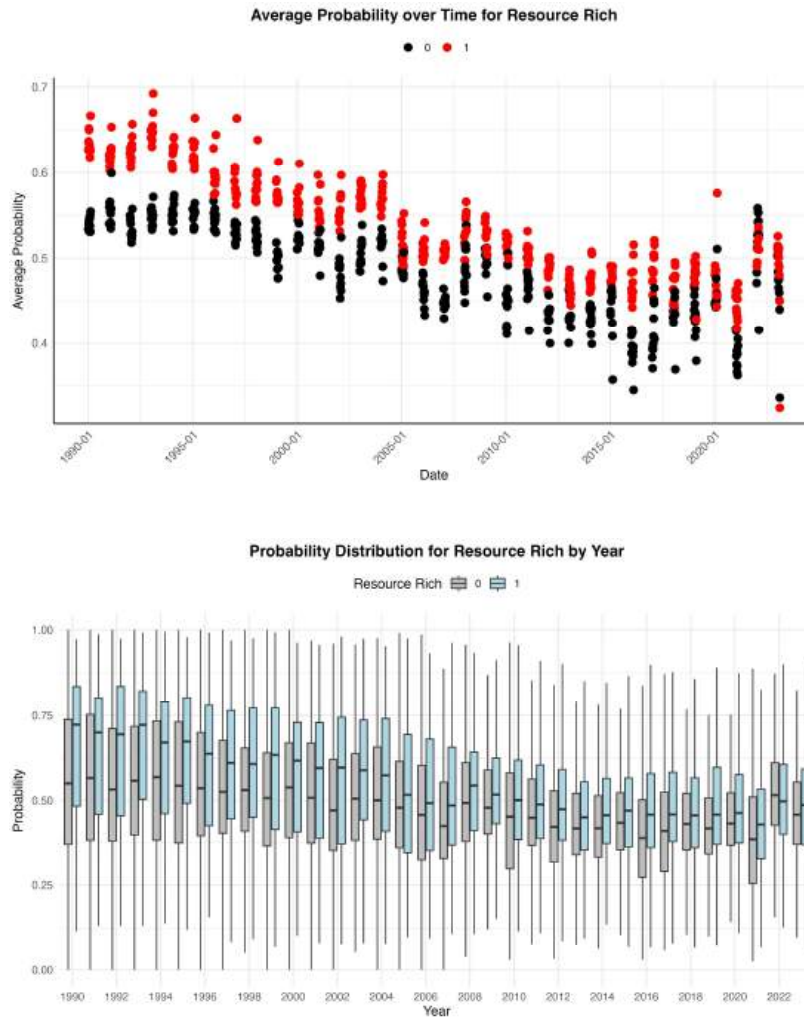 Average Probability over Time for Resource Rich
0 1
0.7
0.6
0.5
0.4
Average Probability
1990-01 1995-01 2000-01 2005-01 2010-01 2015-01 2020-01
Date
Probability Distribution for Resource Rich by Year
Resource Rich 0 1
1.00
0.75
0.50
0.25
0.00
Probability
1990 1992 1994 1996 1998 2000 2002 2004 2006 2008 2010 2012 2014 2016 2018 2020 2022
Year